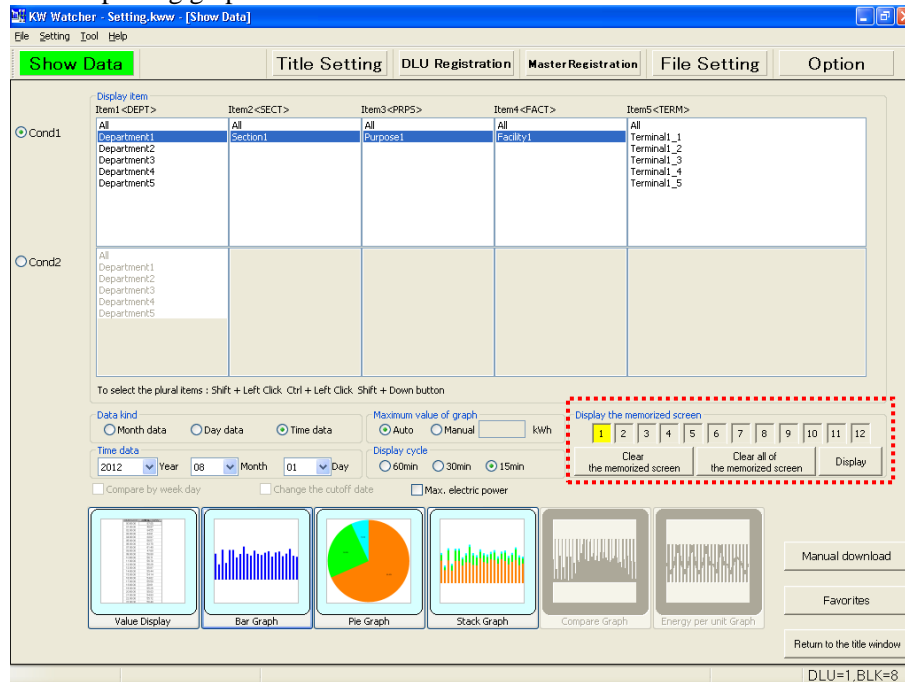 KW Watcher - Setting.kww - [Show Data]
File Setting Tool Help
Show Data Title Setting DLU Registration Master Registration File Setting Option
Display item
Item1<DEPT> Item2<SECT> Item3<PRPS> Item4<FACT> Item5<TERM>
Cond1
All All All All All
Department1 Section1 Purpose1 Facility1 Terminal1_1
Department2 Terminal1_2
Department3 Terminal1_3
Department4 Terminal1_4
Department5 Terminal1_5
Cond2
All
Department1
Department2
Department3
Department4
Department5
To select the plural items : Shift + Left Click Ctrl + Left Click Shift + Down button
Data kind Maximum value of graph Display the memorized screen
Month data Day data Time data Auto Manual kWh 1 2 3 4 5 6 7 8 9 10 11 12
Time data Display cycle Clear the memorized screen Clear all of the memorized screen Display
2012 Year 08 Month 01 Day 60min 30min 15min
Compare by week day Change the cutoff date Max. electric power
Value Display Bar Graph Pie Graph Stack Graph Compare Graph Energy per unit Graph
Manual download
Favorites
Return to the title window
DLU=1,BLK=8